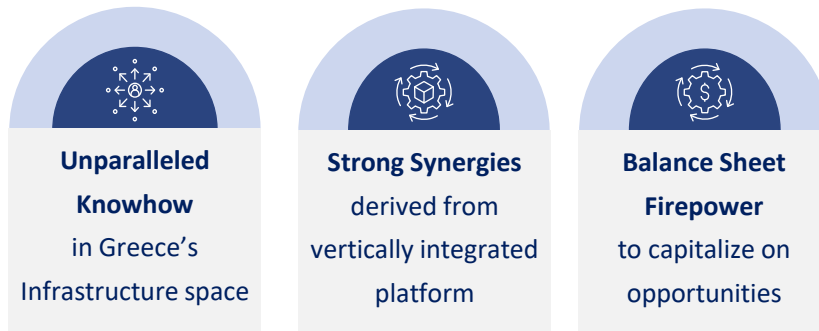 Unparalleled
Knowhow
in Greece’s
Infrastructure space
Strong Synergies
derived from
vertically integrated
platform
$
Balance Sheet
Firepower
to capitalize on
opportunities